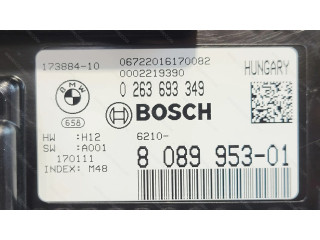 173884-10
06722016170082
0002219390
HUNGARY
BMW
0 263 693 349
658
BOSCH
HW : H12
SW : A001
170111
INDEX: M48
6210-
8 089 953-01